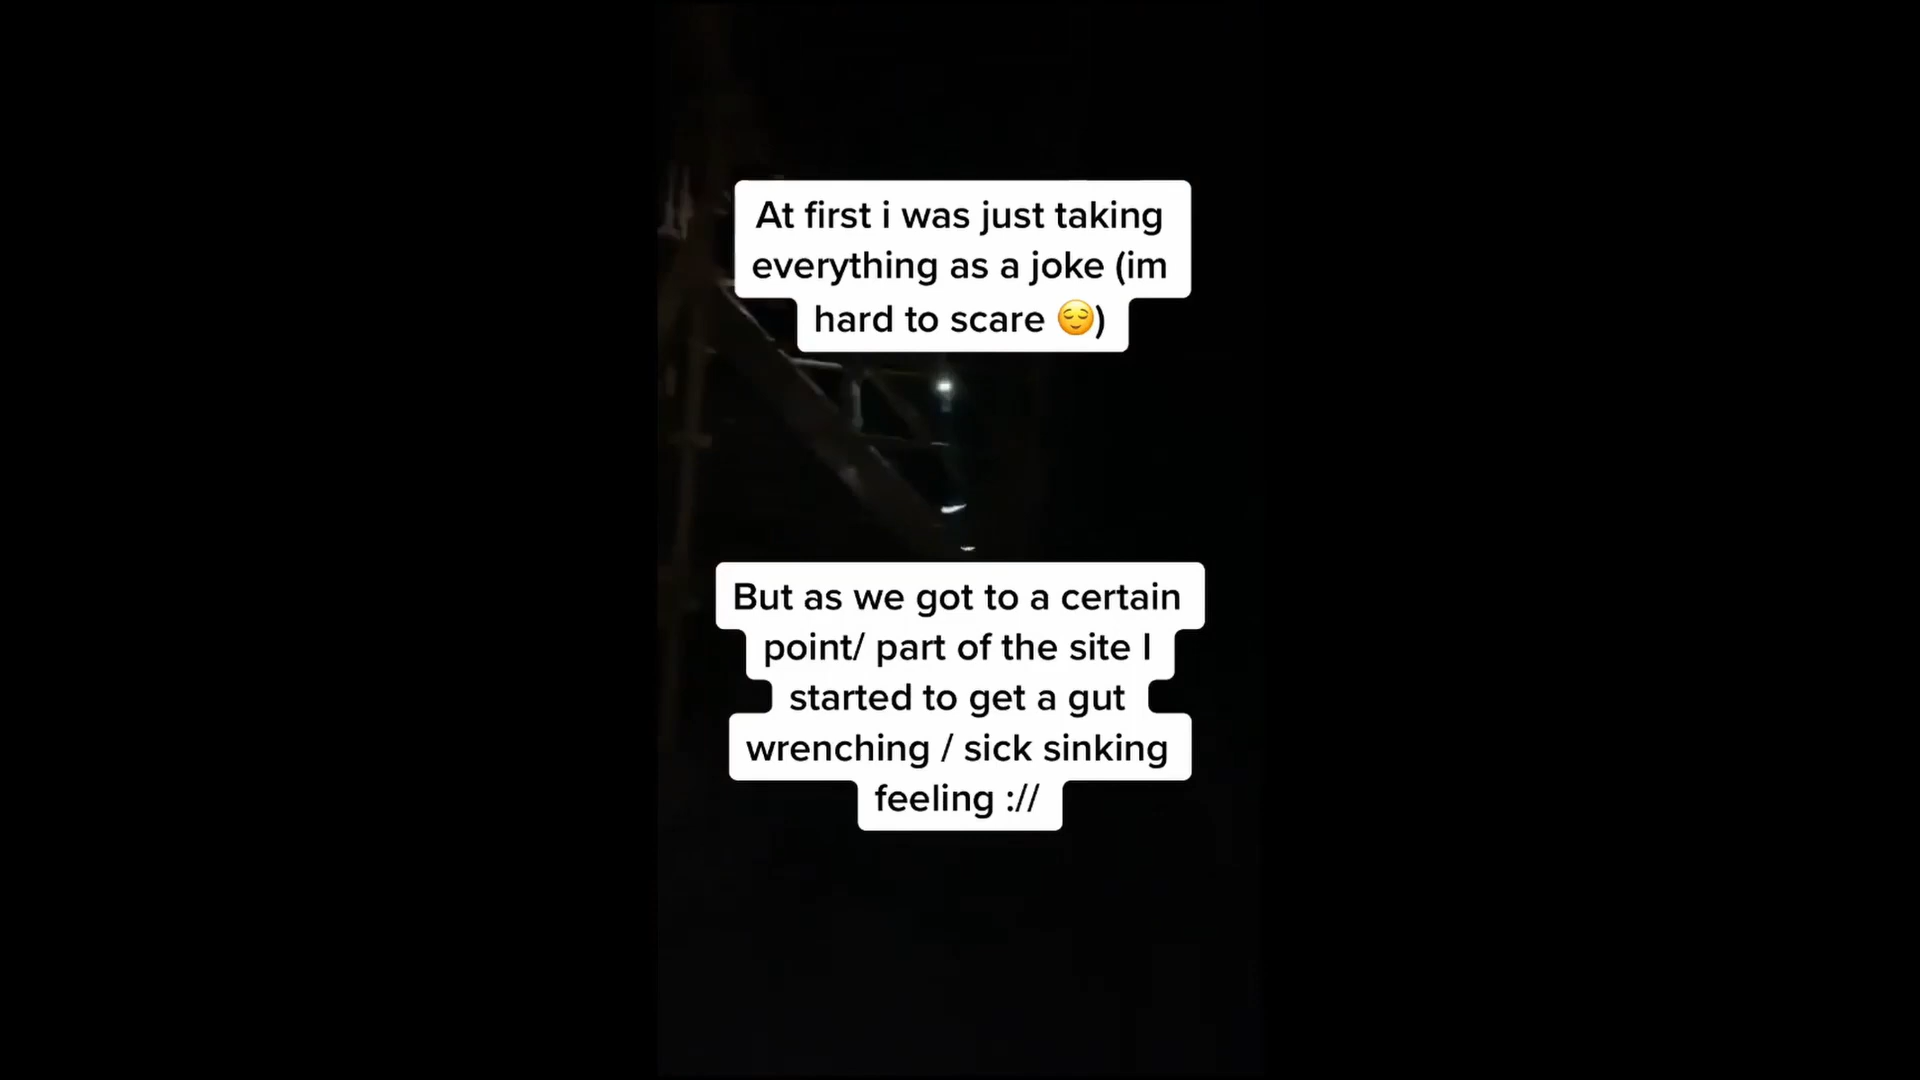 At first i was just taking
everything as a joke (im
hard to scare 😌)
But as we got to a certain
point/ part of the site I
started to get a gut
wrenching / sick sinking
feeling ://